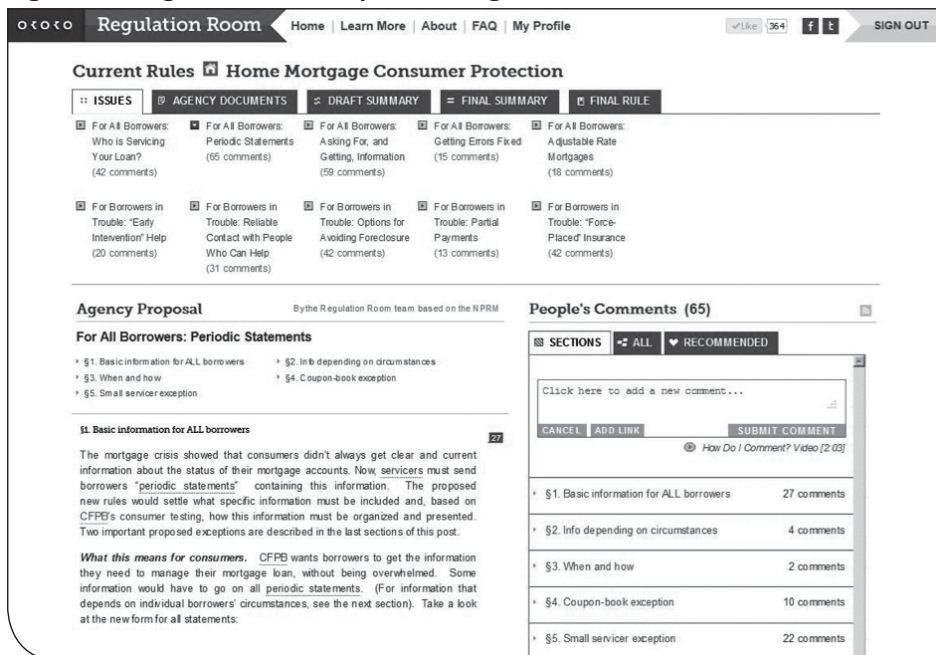 Regulation Room
Home | Learn More | About | FAQ | My Profile
Like 364
f t
SIGN OUT
Current Rules Home Mortgage Consumer Protection
ISSUES
AGENCY DOCUMENTS
DRAFT SUMMARY
FINAL SUMMARY
FINAL RULE
For All Borrowers:
Who is Servicing
Your Loan?
(42 comments)
For All Borrowers:
Periodic Statements
(65 comments)
For All Borrowers:
Asking For, and
Getting, Information
(59 comments)
For All Borrowers:
Getting Errors Fixed
(15 comments)
For All Borrowers:
Adjustable Rate
Mortgages
(18 comments)
For Borrowers in
Trouble: "Early
Intervention" Help
(20 comments)
For Borrowers in
Trouble: Reliable
Contact with People
Who Can Help
(31 comments)
For Borrowers in
Trouble: Options for
Avoiding Foreclosure
(42 comments)
For Borrowers in
Trouble: Partial
Payments
(13 comments)
For Borrowers in
Trouble: "Force-
Placed" Insurance
(42 comments)
Agency Proposal
By the Regulation Room team based on the NPRM
For All Borrowers: Periodic Statements
§1. Basic information for ALL borrowers
§2. Info depending on circumstances
§3. When and how
§4. Coupon-book exception
§5. Small servicer exception
§1. Basic information for ALL borrowers
27
The mortgage crisis showed that consumers didn't always get clear and current
information about the status of their mortgage accounts. Now, servicers must send
borrowers "periodic statements" containing this information. The proposed
new rules would settle what specific information must be included and, based on
CFPB's consumer testing, how this information must be organized and presented.
Two important proposed exceptions are described in the last sections of this post.
What this means for consumers. CFPB wants borrowers to get the information
they need to manage their mortgage loan, without being overwhelmed. Some
information would have to go on all periodic statements. (For information that
depends on individual borrowers' circumstances, see the next section). Take a look
at the new form for all statements:
People's Comments (65)
SECTIONS
ALL
RECOMMENDED
Click here to add a new comment...
CANCEL ADD LINK SUBMIT COMMENT
How Do I Comment? Video [2:03]
§1. Basic information for ALL borrowers 27 comments
§2. Info depending on circumstances 4 comments
§3. When and how 2 comments
§4. Coupon-book exception 10 comments
§5. Small servicer exception 22 comments